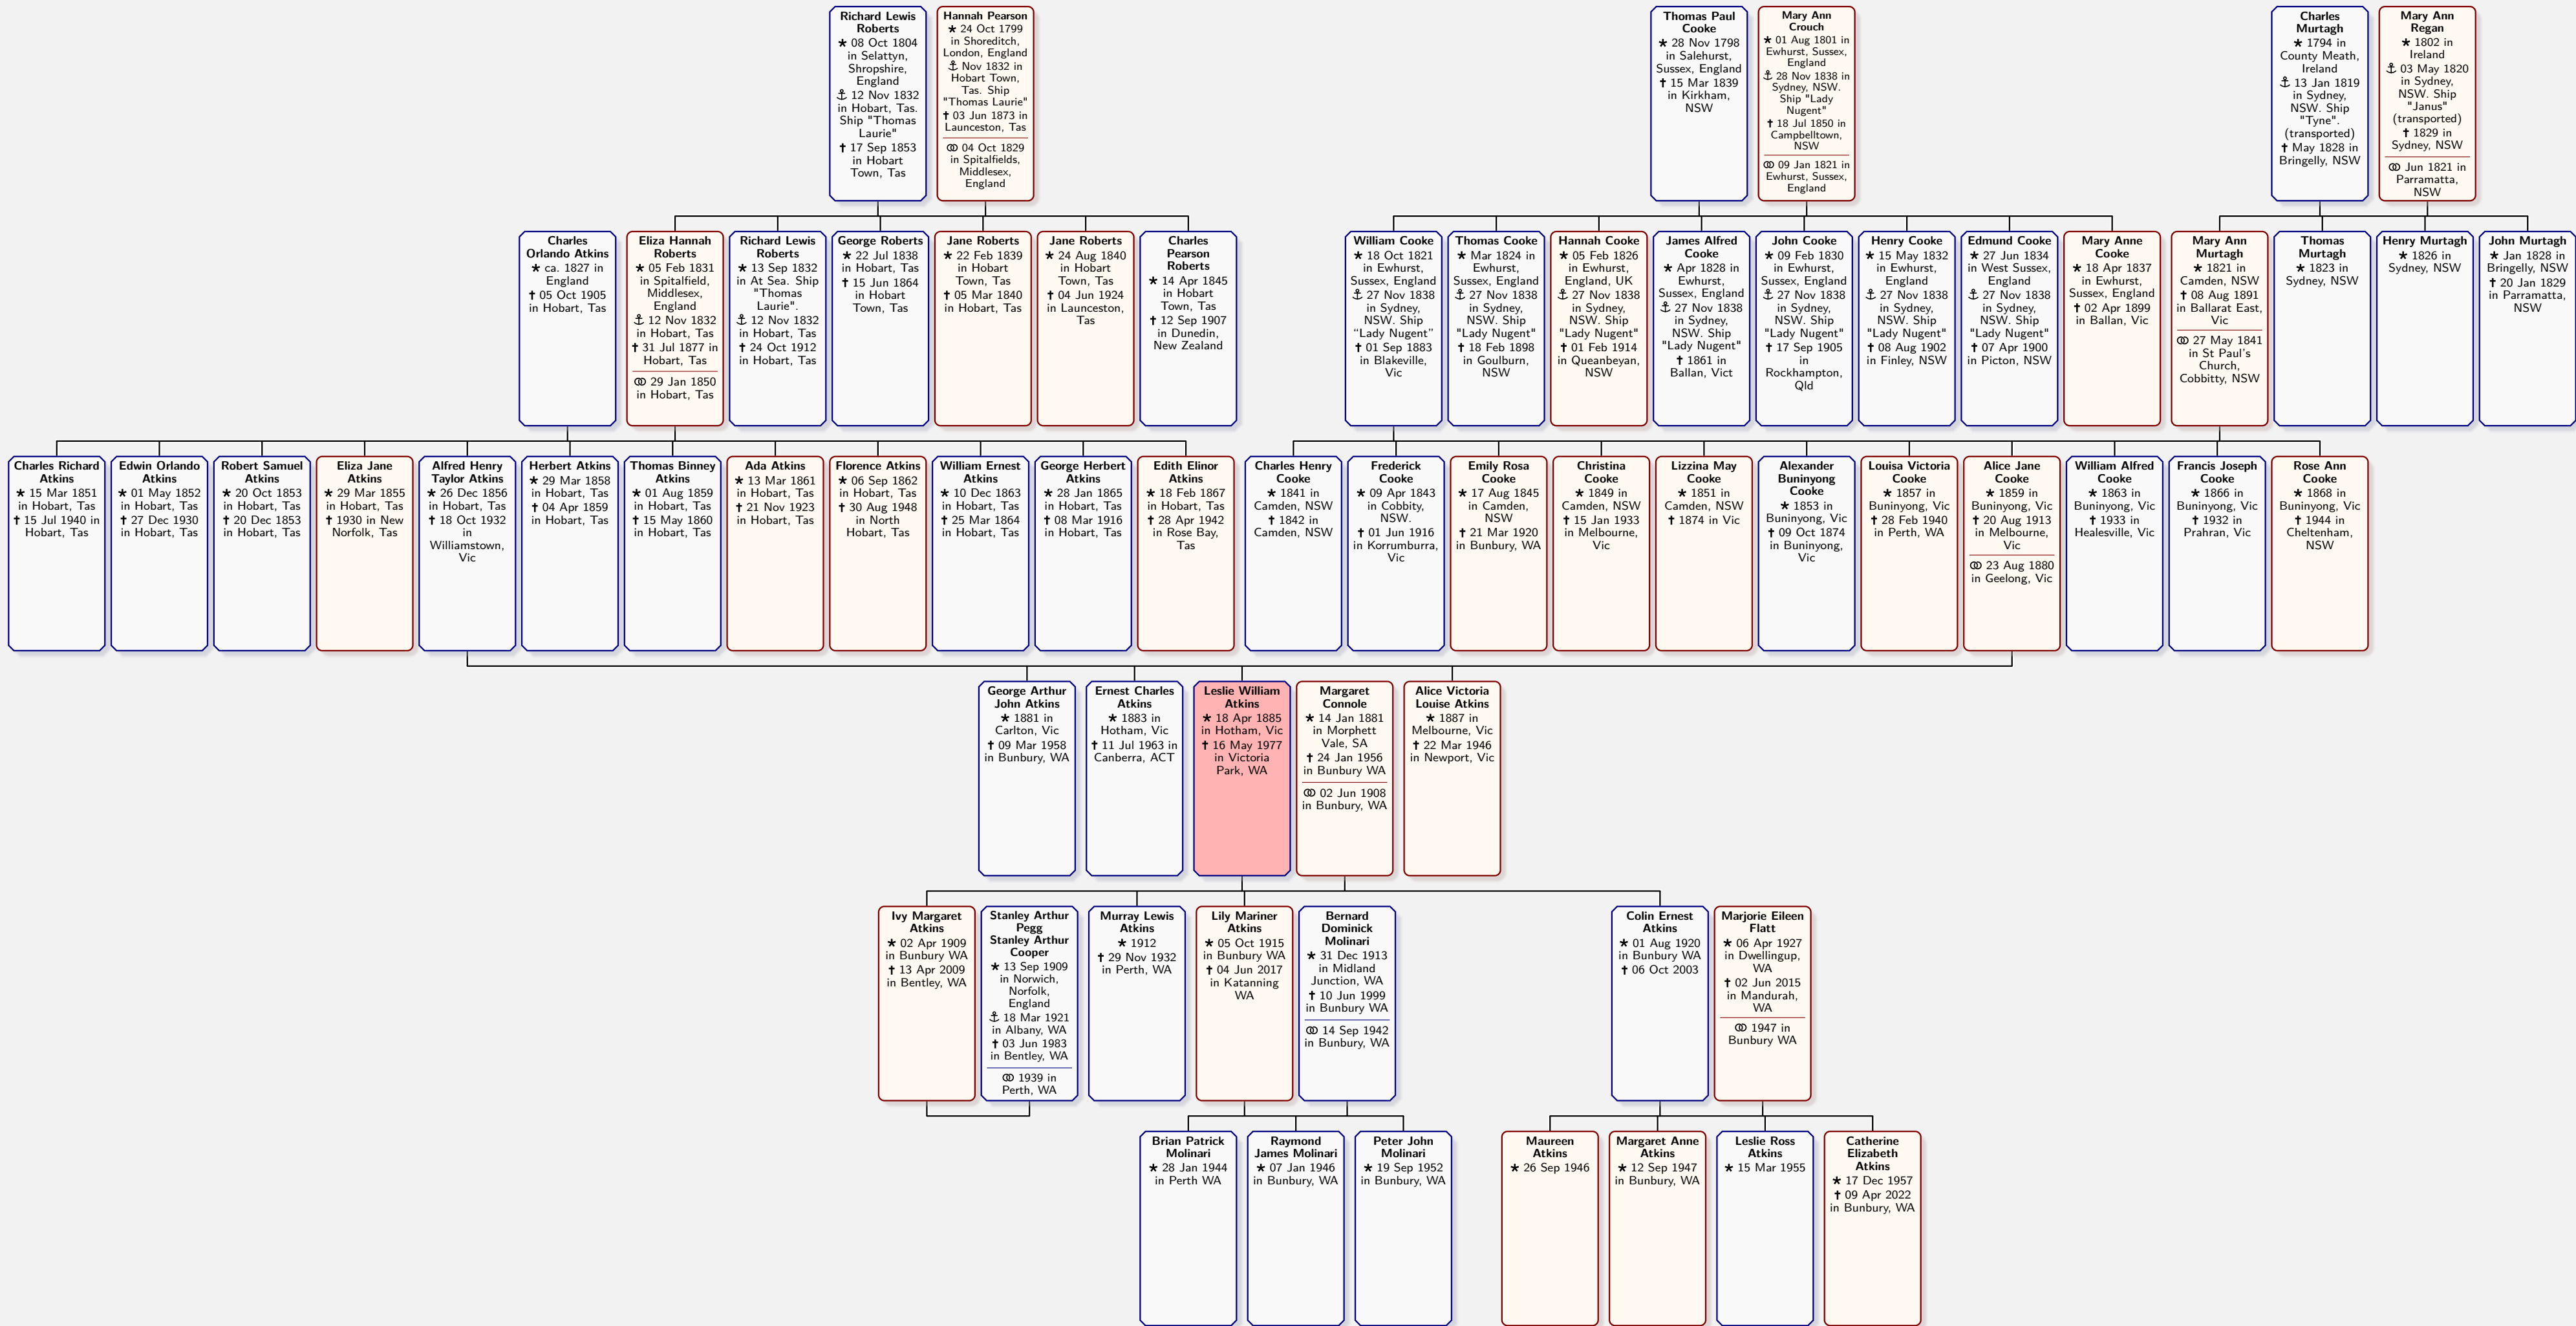 Richard Lewis
Roberts
★ 08 Oct 1804
in Selattyn,
Shropshire,
England
⚓ 12 Nov 1832
in Hobart, Tas.
Ship "Thomas
Laurie"
✝ 17 Sep 1853
in Hobart
Town, Tas
Hannah Pearson
★ 24 Oct 1799
in Shoreditch,
London, England
⚓ Nov 1832 in
Hobart Town,
Tas. Ship
"Thomas Laurie"
✝ 03 Jun 1873 in
Launceston, Tas
⚭ 04 Oct 1829
in Spitalfields,
Middlesex,
England
Thomas Paul
Cooke
★ 28 Nov 1798
in Salehurst,
Sussex, England
✝ 15 Mar 1839
in Kirkham,
NSW
Mary Ann
Crouch
★ 01 Aug 1801 in
Ewhurst, Sussex,
England
⚓ 28 Nov 1838 in
Sydney, NSW.
Ship "Lady
Nugent"
✝ 18 Jul 1850 in
Campbelltown,
NSW
⚭ 09 Jan 1821 in
Ewhurst, Sussex,
England
Charles
Murtagh
★ 1794 in
County Meath,
Ireland
⚓ 13 Jan 1819
in Sydney,
NSW. Ship
"Tyne".
(transported)
✝ May 1828 in
Bringelly, NSW
Mary Ann
Regan
★ 1802 in
Ireland
⚓ 03 May 1820
in Sydney,
NSW. Ship
"Janus"
(transported)
✝ 1829 in
Sydney, NSW
⚭ Jun 1821 in
Parramatta,
NSW
Charles
Orlando Atkins
★ ca. 1827 in
England
✝ 05 Oct 1905
in Hobart, Tas
Eliza Hannah
Roberts
★ 05 Feb 1831
in Spitalfield,
Middlesex,
England
⚓ 12 Nov 1832
in Hobart, Tas
✝ 31 Jul 1877 in
Hobart, Tas
⚭ 29 Jan 1850
in Hobart, Tas
Richard Lewis
Roberts
★ 13 Sep 1832
in At Sea. Ship
"Thomas
Laurie".
⚓ 12 Nov 1832
in Hobart, Tas
✝ 24 Oct 1912
in Hobart, Tas
George Roberts
★ 22 Jul 1838
in Hobart, Tas
✝ 15 Jun 1864
in Hobart
Town, Tas
Jane Roberts
★ 22 Feb 1839
in Hobart
Town, Tas
✝ 05 Mar 1840
in Hobart, Tas
Jane Roberts
★ 24 Aug 1840
in Hobart
Town, Tas
✝ 04 Jun 1924
in Launceston,
Tas
Charles
Pearson
Roberts
★ 14 Apr 1845
in Hobart
Town, Tas
✝ 12 Sep 1907
in Dunedin,
New Zealand
William Cooke
★ 18 Oct 1821
in Ewhurst,
Sussex, England
⚓ 27 Nov 1838
in Sydney,
NSW. Ship
“Lady Nugent”
✝ 01 Sep 1883
in Blakeville,
Vic
Thomas Cooke
★ Mar 1824 in
Ewhurst,
Sussex, England
⚓ 27 Nov 1838
in Sydney,
NSW. Ship
"Lady Nugent"
✝ 18 Feb 1898
in Goulburn,
NSW
Hannah Cooke
★ 05 Feb 1826
in Ewhurst,
England, UK
⚓ 27 Nov 1838
in Sydney,
NSW. Ship
"Lady Nugent"
✝ 01 Feb 1914
in Queanbeyan,
NSW
James Alfred
Cooke
★ Apr 1828 in
Ewhurst,
Sussex, England
⚓ 27 Nov 1838
in Sydney,
NSW. Ship
"Lady Nugent"
✝ 1861 in
Ballan, Vict
John Cooke
★ 09 Feb 1830
in Ewhurst,
Sussex, England
⚓ 27 Nov 1838
in Sydney,
NSW. Ship
"Lady Nugent"
✝ 17 Sep 1905
in
Rockhampton,
Qld
Henry Cooke
★ 15 May 1832
in Ewhurst,
England
⚓ 27 Nov 1838
in Sydney,
NSW. Ship
"Lady Nugent"
✝ 08 Aug 1902
in Finley, NSW
Edmund Cooke
★ 27 Jun 1834
in West Sussex,
England
⚓ 27 Nov 1838
in Sydney,
NSW. Ship
"Lady Nugent"
✝ 07 Apr 1900
in Picton, NSW
Mary Anne
Cooke
★ 18 Apr 1837
in Ewhurst,
Sussex, England
✝ 02 Apr 1899
in Ballan, Vic
Mary Ann
Murtagh
★ 1821 in
Camden, NSW
✝ 08 Aug 1891
in Ballarat East,
Vic
⚭ 27 May 1841
in St Paul's
Church,
Cobbitty, NSW
Thomas
Murtagh
★ 1823 in
Sydney, NSW
Henry Murtagh
★ 1826 in
Sydney, NSW
John Murtagh
★ Jan 1828 in
Bringelly, NSW
✝ 20 Jan 1829
in Parramatta,
NSW
Charles Richard
Atkins
★ 15 Mar 1851
in Hobart, Tas
✝ 15 Jul 1940 in
Hobart, Tas
Edwin Orlando
Atkins
★ 01 May 1852
in Hobart, Tas
✝ 27 Dec 1930
in Hobart, Tas
Robert Samuel
Atkins
★ 20 Oct 1853
in Hobart, Tas
✝ 20 Dec 1853
in Hobart, Tas
Eliza Jane
Atkins
★ 29 Mar 1855
in Hobart, Tas
✝ 1930 in New
Norfolk, Tas
Alfred Henry
Taylor Atkins
★ 26 Dec 1856
in Hobart, Tas
✝ 18 Oct 1932
in
Williamstown,
Vic
Herbert Atkins
★ 29 Mar 1858
in Hobart, Tas
✝ 04 Apr 1859
in Hobart, Tas
Thomas Binney
Atkins
★ 01 Aug 1859
in Hobart, Tas
✝ 15 May 1860
in Hobart, Tas
Ada Atkins
★ 13 Mar 1861
in Hobart, Tas
✝ 21 Nov 1923
in Hobart, Tas
Florence Atkins
★ 06 Sep 1862
in Hobart, Tas
✝ 30 Aug 1948
in North
Hobart, Tas
William Ernest
Atkins
★ 10 Dec 1863
in Hobart, Tas
✝ 25 Mar 1864
in Hobart, Tas
George Herbert
Atkins
★ 28 Jan 1865
in Hobart, Tas
✝ 08 Mar 1916
in Hobart, Tas
Edith Elinor
Atkins
★ 18 Feb 1867
in Hobart, Tas
✝ 28 Apr 1942
in Rose Bay,
Tas
Charles Henry
Cooke
★ 1841 in
Camden, NSW
✝ 1842 in
Camden, NSW
Frederick
Cooke
★ 09 Apr 1843
in Cobbity,
NSW.
✝ 01 Jun 1916
in Korrumburra,
Vic
Emily Rosa
Cooke
★ 17 Aug 1845
in Camden,
NSW
✝ 21 Mar 1920
in Bunbury, WA
Christina
Cooke
★ 1849 in
Camden, NSW
✝ 15 Jan 1933
in Melbourne,
Vic
Lizzina May
Cooke
★ 1851 in
Camden, NSW
✝ 1874 in Vic
Alexander
Buninyong
Cooke
★ 1853 in
Buninyong, Vic
✝ 09 Oct 1874
in Buninyong,
Vic
Louisa Victoria
Cooke
★ 1857 in
Buninyong, Vic
✝ 28 Feb 1940
in Perth, WA
Alice Jane
Cooke
★ 1859 in
Buninyong, Vic
✝ 20 Aug 1913
in Melbourne,
Vic
⚭ 23 Aug 1880
in Geelong, Vic
William Alfred
Cooke
★ 1863 in
Buninyong, Vic
✝ 1933 in
Healesville, Vic
Francis Joseph
Cooke
★ 1866 in
Buninyong, Vic
✝ 1932 in
Prahran, Vic
Rose Ann
Cooke
★ 1868 in
Buninyong, Vic
✝ 1944 in
Cheltenham,
NSW
George Arthur
John Atkins
★ 1881 in
Carlton, Vic
✝ 09 Mar 1958
in Bunbury, WA
Ernest Charles
Atkins
★ 1883 in
Hotham, Vic
✝ 11 Jul 1963 in
Canberra, ACT
Leslie William
Atkins
★ 18 Apr 1885
in Hotham, Vic
✝ 16 May 1977
in Victoria
Park, WA
Margaret
Connole
★ 14 Jan 1881
in Morphett
Vale, SA
✝ 24 Jan 1956
in Bunbury WA
⚭ 02 Jun 1908
in Bunbury, WA
Alice Victoria
Louise Atkins
★ 1887 in
Melbourne, Vic
✝ 22 Mar 1946
in Newport, Vic
Ivy Margaret
Atkins
★ 02 Apr 1909
in Bunbury WA
✝ 13 Apr 2009
in Bentley, WA
Stanley Arthur
Pegg
Stanley Arthur
Cooper
★ 13 Sep 1909
in Norwich,
Norfolk,
England
⚓ 18 Mar 1921
in Albany, WA
✝ 03 Jun 1983
in Bentley, WA
⚭ 1939 in
Perth, WA
Murray Lewis
Atkins
★ 1912
✝ 29 Nov 1932
in Perth, WA
Lily Mariner
Atkins
★ 05 Oct 1915
in Bunbury WA
✝ 04 Jun 2017
in Katanning
WA
Bernard
Dominick
Molinari
★ 31 Dec 1913
in Midland
Junction, WA
✝ 10 Jun 1999
in Bunbury WA
⚭ 14 Sep 1942
in Bunbury, WA
Colin Ernest
Atkins
★ 01 Aug 1920
in Bunbury WA
✝ 06 Oct 2003
Marjorie Eileen
Flatt
★ 06 Apr 1927
in Dwellingup,
WA
✝ 02 Jun 2015
in Mandurah,
WA
⚭ 1947 in
Bunbury WA
Brian Patrick
Molinari
★ 28 Jan 1944
in Perth WA
Raymond
James Molinari
★ 07 Jan 1946
in Bunbury, WA
Peter John
Molinari
★ 19 Sep 1952
in Bunbury, WA
Maureen
Atkins
★ 26 Sep 1946
Margaret Anne
Atkins
★ 12 Sep 1947
in Bunbury, WA
Leslie Ross
Atkins
★ 15 Mar 1955
Catherine
Elizabeth
Atkins
★ 17 Dec 1957
✝ 09 Apr 2022
in Bunbury, WA